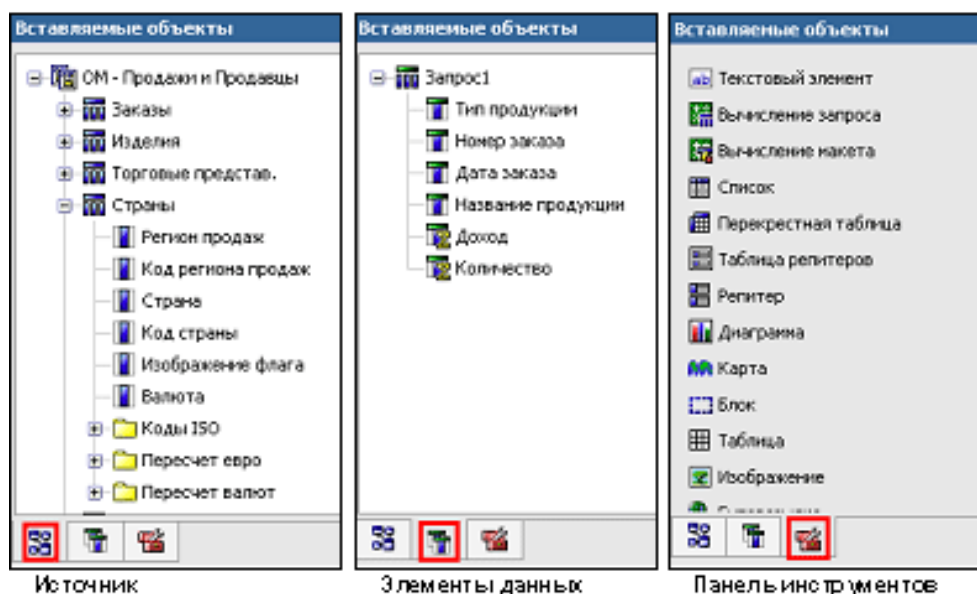 Вставляемые объекты
ОМ - Продажи и Продавцы
Заказы
Изделия
Торговые представ.
Страны
Регион продаж
Код региона продаж
Страна
Код страны
Изображение флага
Валюта
Коды ISO
Пересчет евро
Пересчет валют
Источник
Вставляемые объекты
Запрос1
Тип продукции
Номер заказа
Дата заказа
Название продукции
Доход
Количество
Элементы данных
Вставляемые объекты
ab Текстовый элемент
Вычисление запроса
Вычисление макета
Список
Перекрестная таблица
Таблица репитеров
Репитер
Диаграмма
Карта
Блок
Таблица
Изображение
Панель инструментов